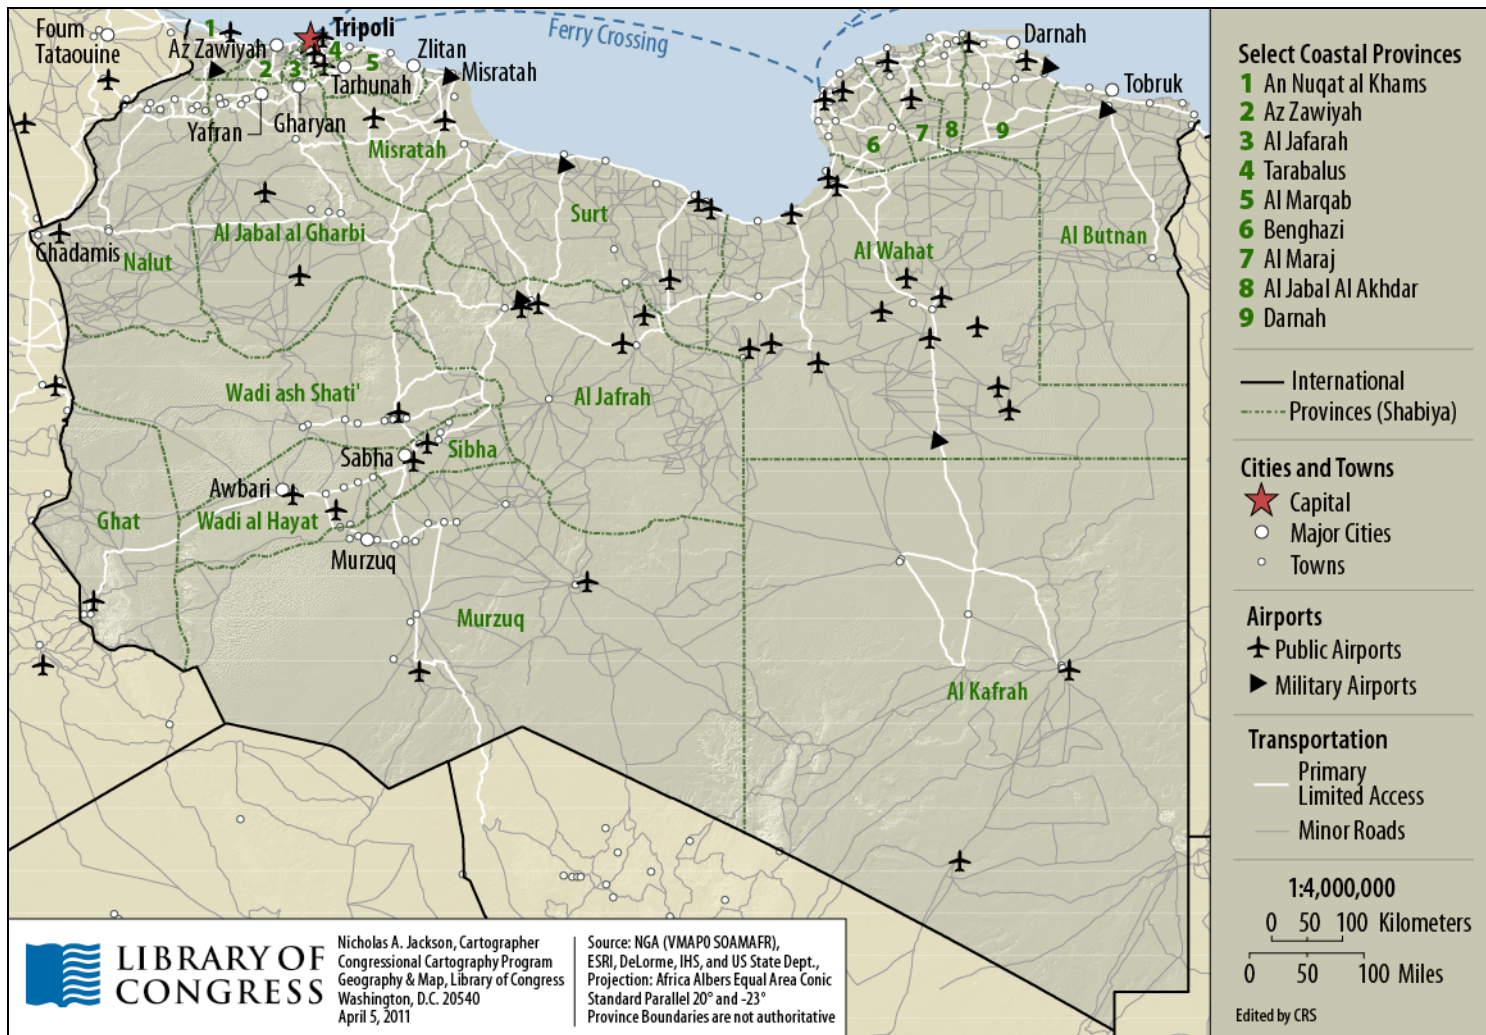 Foum
Tataouine
1
Tripoli
Az Zawiyah
2
3
4
5
Zlitan
Tarhunah
Misratah
Yafran
Gharyan
Misratah
Ferry Crossing
Darnah
Tobruk
6
7
8
9
Ghadamis
Nalut
Al Jabal al Gharbi
Surt
Al Wahat
Al Butnan
Wadi ash Shati'
Al Jafrah
Sabha
Sibha
Awbari
Ghat
Wadi al Hayat
Murzuq
Murzuq
Al Kafrah
Select Coastal Provinces
1 An Nuqat al Khams
2 Az Zawiyah
3 Al Jafarah
4 Tarabalus
5 Al Marqab
6 Benghazi
7 Al Maraj
8 Al Jabal Al Akhdar
9 Darnah
International
Provinces (Shabiya)
Cities and Towns
Capital
Major Cities
Towns
Airports
Public Airports
Military Airports
Transportation
Primary
Limited Access
Minor Roads
1:4,000,000
0 50 100 Kilometers
0 50 100 Miles
Edited by CRS
LIBRARY OF
CONGRESS
Nicholas A. Jackson, Cartographer
Congressional Cartography Program
Geography & Map, Library of Congress
Washington, D.C. 20540
April 5, 2011
Source: NGA (VMAP0 SOAMAFR),
ESRI, DeLorme, IHS, and US State Dept.,
Projection: Africa Albers Equal Area Conic
Standard Parallel 20° and -23°
Province Boundaries are not authoritative